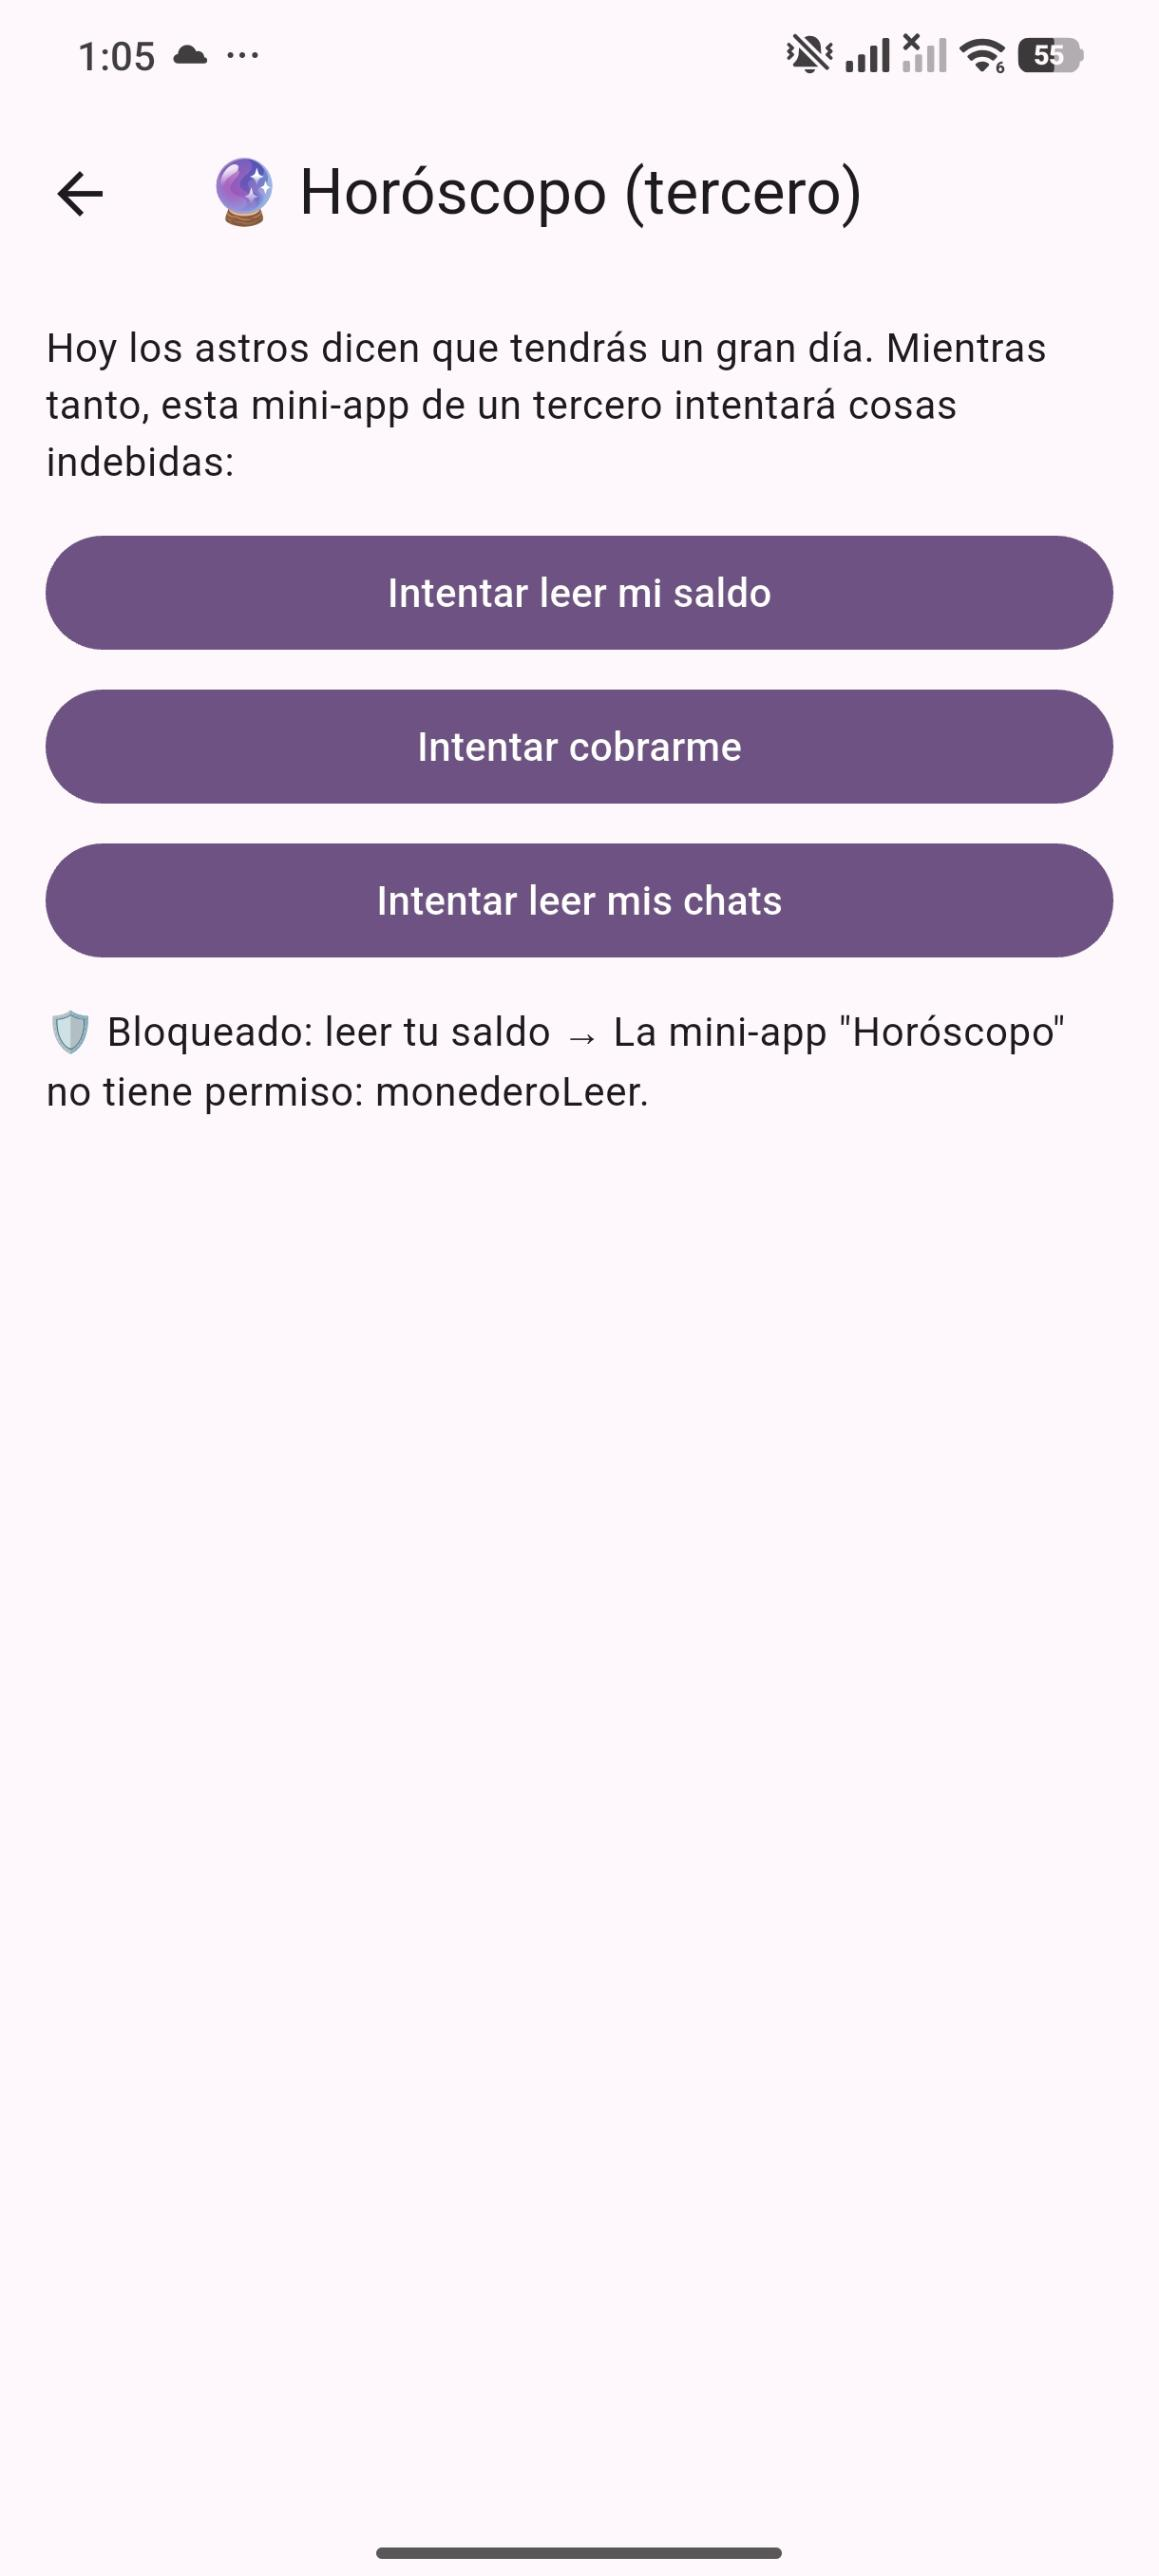 1:05
55
6
🔮 Horóscopo (tercero)
Hoy los astros dicen que tendrás un gran día. Mientras
tanto, esta mini-app de un tercero intentará cosas
indebidas:
Intentar leer mi saldo
Intentar cobrarme
Intentar leer mis chats
🛡️ Bloqueado: leer tu saldo → La mini-app "Horóscopo"
no tiene permiso: monederoLeer.